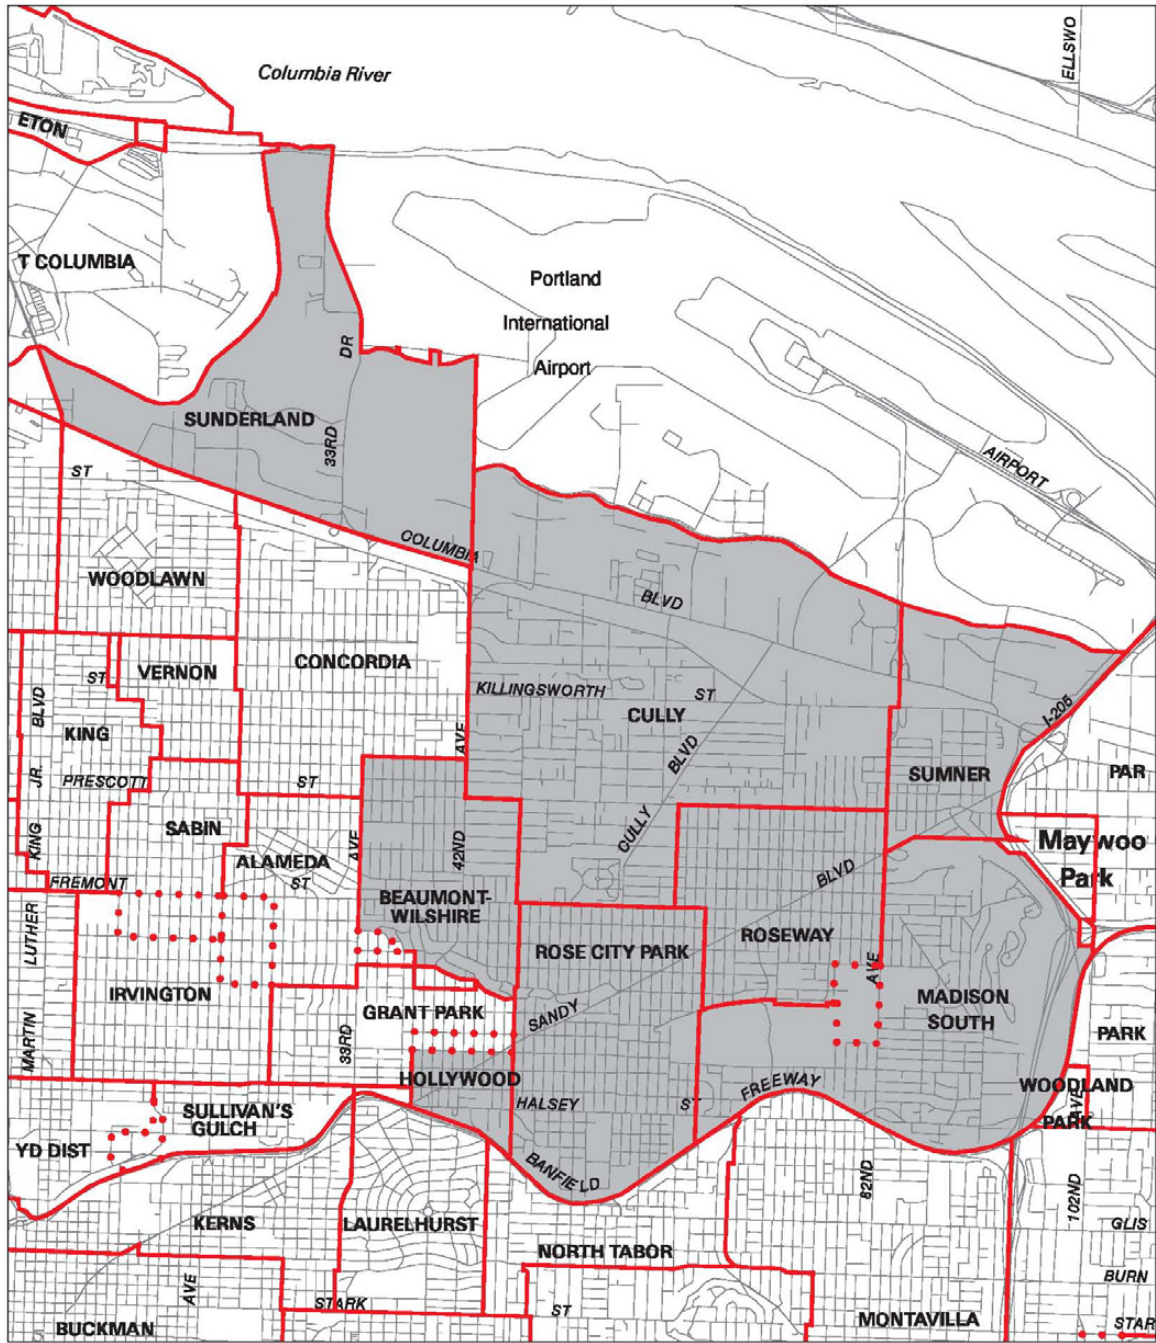 ELLSWO
Columbia River
ETON
T COLUMBIA
Portland
International
Airport
DR
SUNDERLAND
33RD
AIRPORT
ST
COLUMBIA
BLVD
WOODLAWN
CONCORDIA
VERNON
ST
KILLINGSWORTH
ST
CULLY
I-205
BLVD
KING
AVE
BLVD
SUMNER
PAR
PRESCOTT
ST
JR.
SABIN
ALAMEDA
AVE
42ND
CULLY
KING
Maywoo
Park
BLVD
FREMONT
ST
BEAUMONT-
WILSHIRE
LUTHER
ROSE CITY PARK
ROSEWAY
AVE
IRVINGTON
MADISON
SOUTH
GRANT PARK
SANDY
MARTIN
33RD
PARK
HOLLYWOOD
FREEWAY
WOODLAND
PARK
AVE
HALSEY
ST
SULLIVAN'S
GULCH
YD DIST
BANFIELD
82ND
102ND
KERNS
LAURELHURST
GLIS
NORTH TABOR
BURN
AVE
STARK
ST
MONTAVILLA
STAR
BUCKMAN